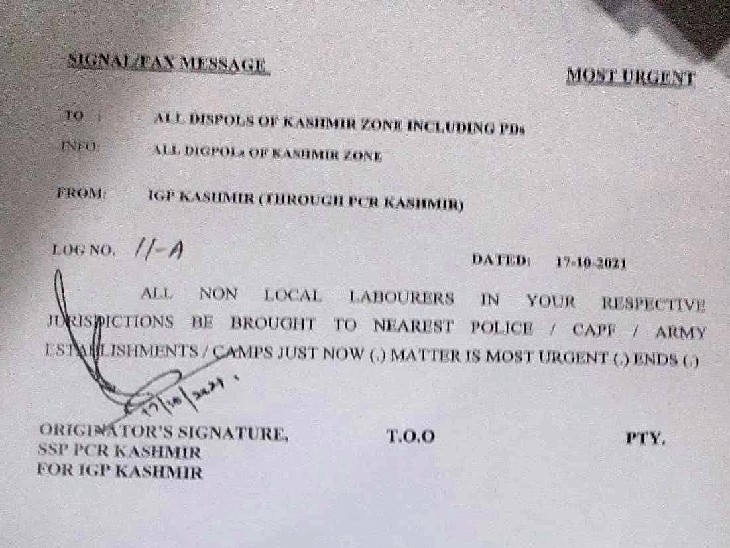 SIGNAL/FAX MESSAGE
MOST URGENT
TO : ALL DISPOLS OF KASHMIR ZONE INCLUDING PDs
INFO: ALL DIGPOLs OF KASHMIR ZONE
FROM: IGP KASHMIR (THROUGH PCR KASHMIR)
LOG NO. 11-A
DATED: 17-10-2021
ALL NON LOCAL LABOURERS IN YOUR RESPECTIVE
JURISDICTIONS BE BROUGHT TO NEAREST POLICE / CAPF / ARMY
ESTABLISHMENTS / CAMPS JUST NOW (.) MATTER IS MOST URGENT (.) ENDS (.)
17/10/2021.
ORIGINATOR'S SIGNATURE, T.O.O PTY.
SSP PCR KASHMIR
FOR IGP KASHMIR